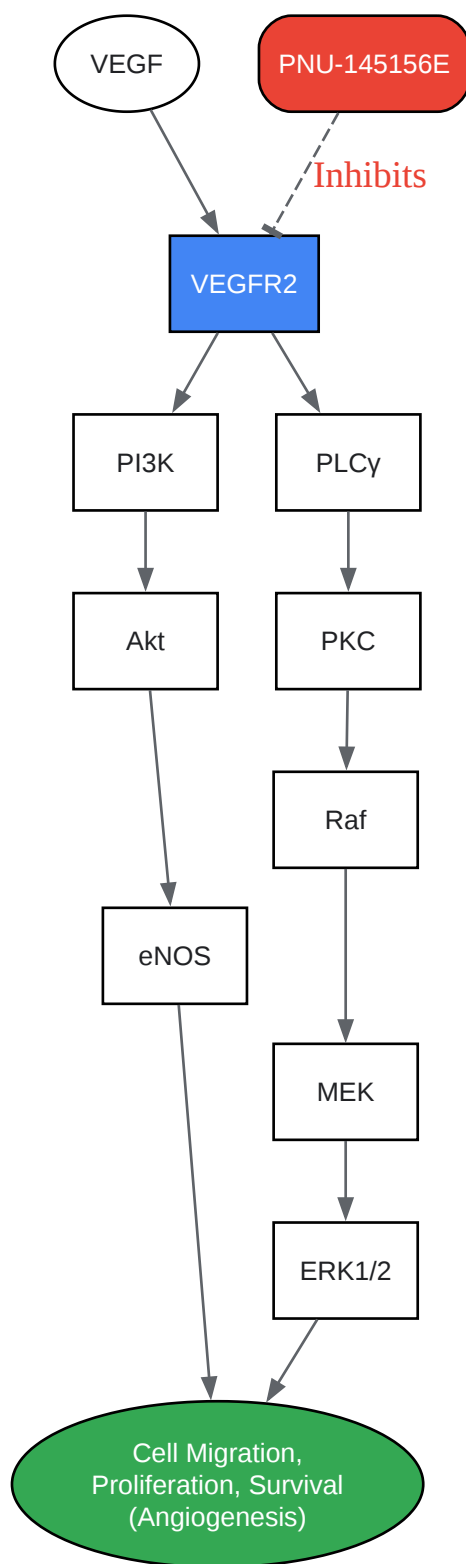 VEGF
PNU-145156E
Inhibits
VEGFR2
PI3K
PLCγ
Akt
PKC
Raf
eNOS
MEK
ERK1/2
Cell Migration,
Proliferation, Survival
(Angiogenesis)